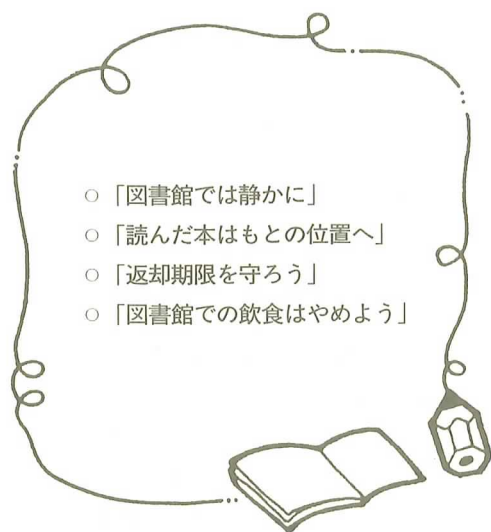 ○「図書館では静かに」
○「読んだ本はもとの位置へ」
○「返却期限を守ろう」
○「図書館での飲食はやめよう」